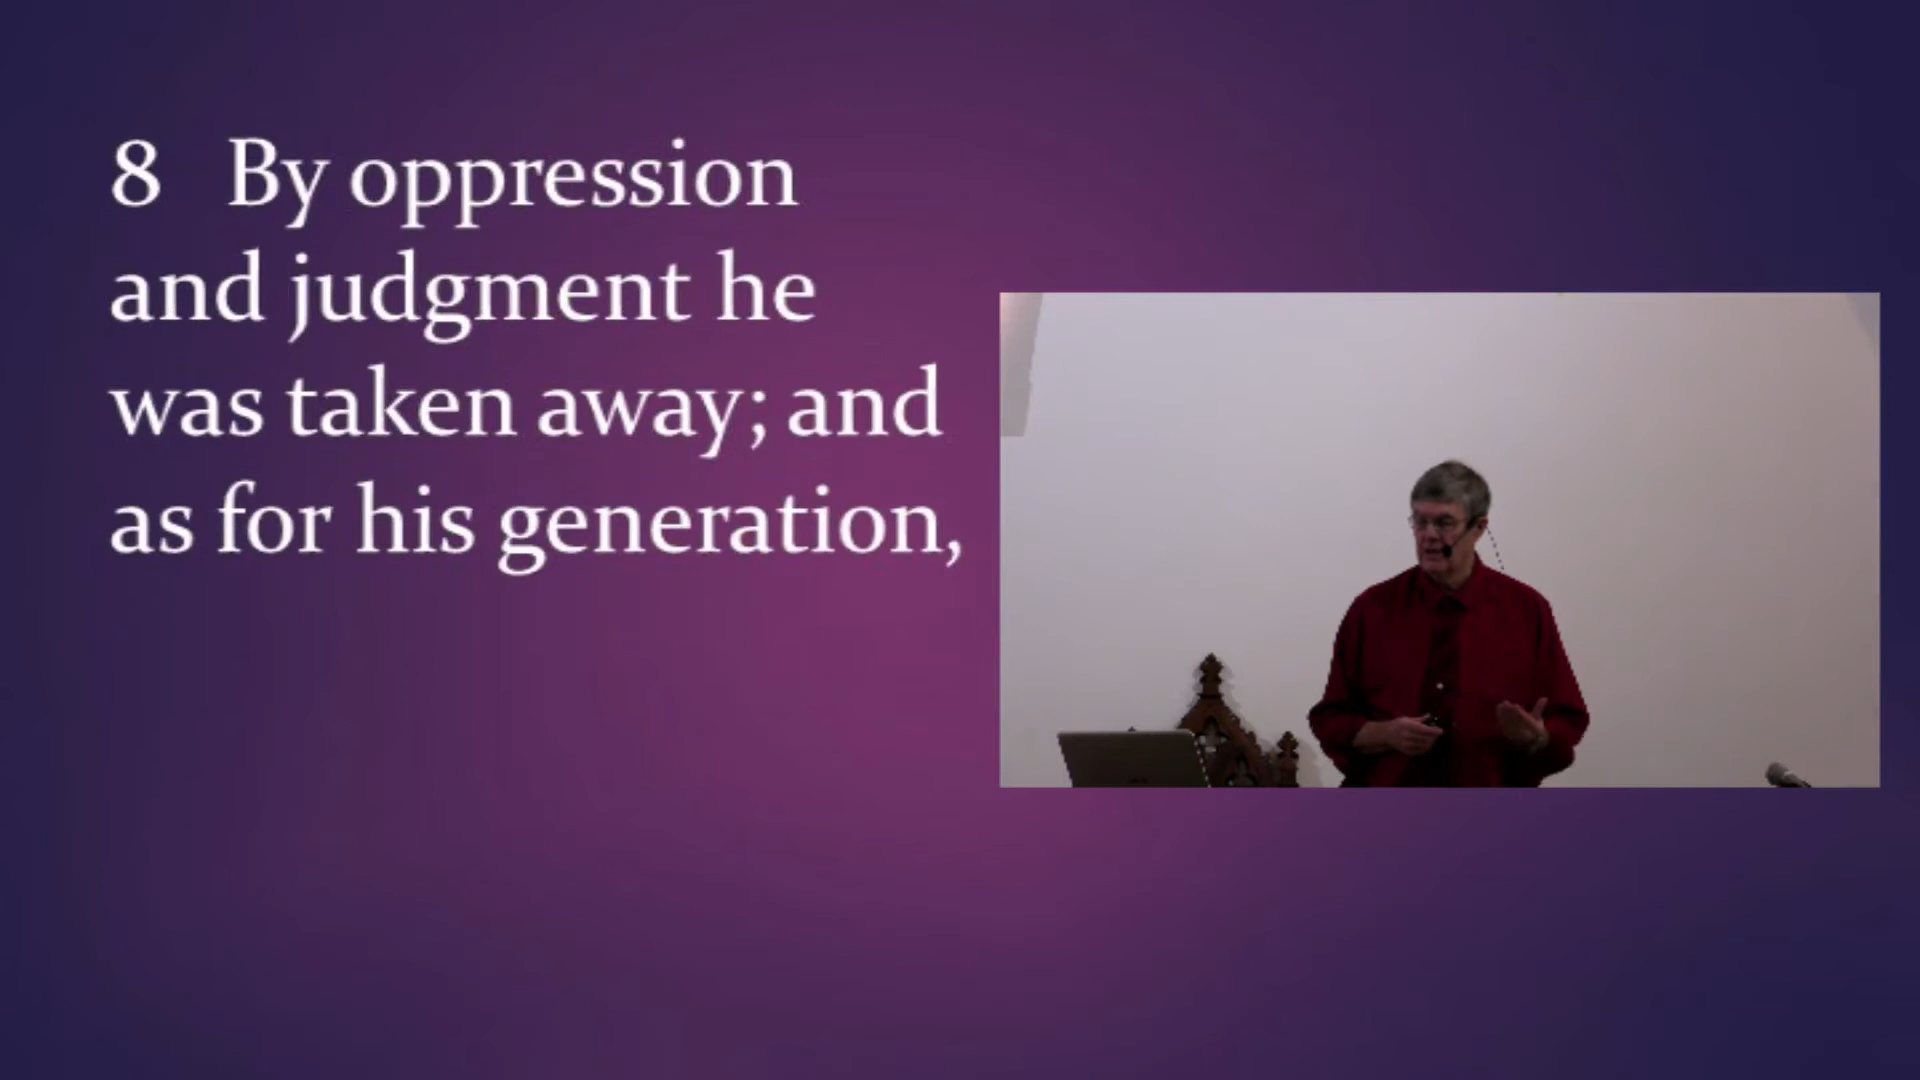 8 By oppression
and judgment he
was taken away; and
as for his generation,